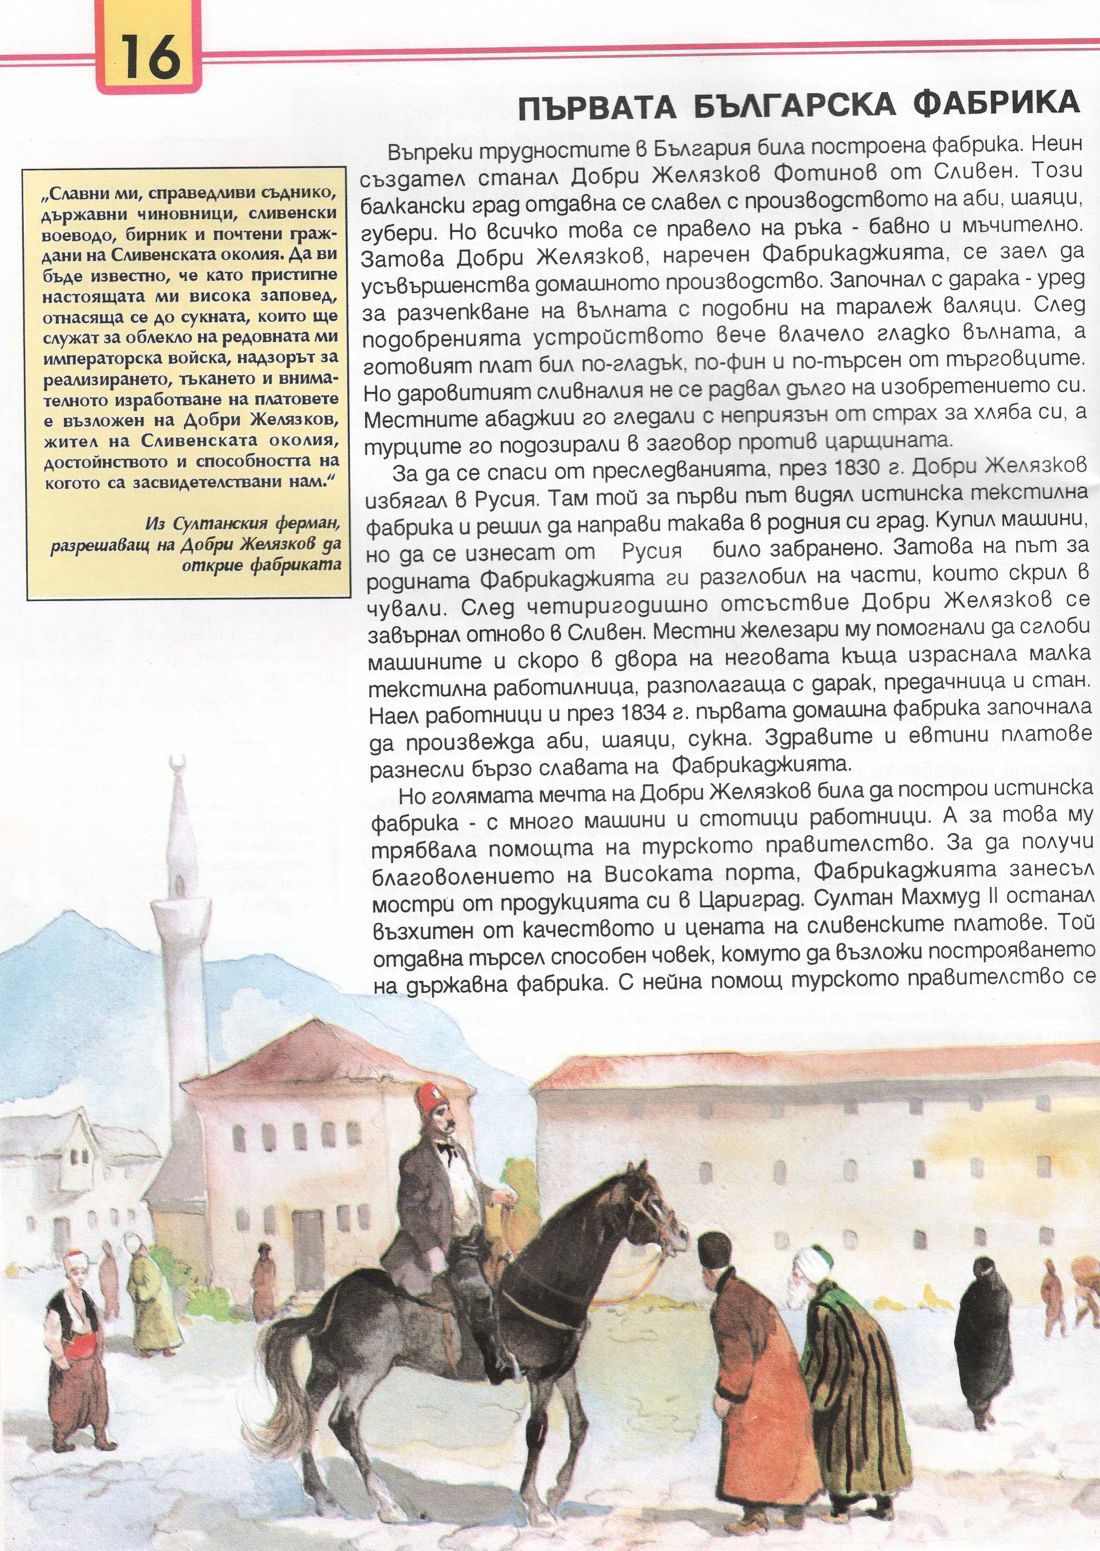 16
ПЪРВАТА БЪЛГАРСКА ФАБРИКА
„Славни ми, справедливи съднико,
държавни чиновници, сливенски
воеводо, бирник и почтени граж-
дани на Сливенската околия. Да ви
бъде известно, че като пристигне
настоящата ми висока заповед,
отнасяща се до сукната, които ще
служат за облекло на редовната ми
императорска войска, надзорът за
реализирането, тъкането и внима-
телното изработване на платовете
е възложен на Добри Желязков,
жител на Сливенската околия,
достойнството и способността на
когото са засвидетелствани нам.“
Из Султанския ферман,
разрешаващ на Добри Желязков да
открие фабриката
Въпреки трудностите в България била построена фабрика. Неин
създател станал Добри Желязков Фотинов от Сливен. Този
балкански град отдавна се славел с производството на аби, шаяци,
губери. Но всичко това се правело на ръка - бавно и мъчително.
Затова Добри Желязков, наречен Фабрикаджията, се заел да
усъвършенства домашното производство. Започнал с дарака - уред
за разчепкване на вълната с подобни на таралеж валяци. След
подобренията устройството вече влачело гладко вълната, а
готовият плат бил по-гладък, по-фин и по-търсен от търговците.
Но даровитият сливналия не се радвал дълго на изобретението си.
Местните абаджии го гледали с неприязън от страх за хляба си, а
турците го подозирали в заговор против царщината.
За да се спаси от преследванията, през 1830 г. Добри Желязков
избягал в Русия. Там той за първи път видял истинска текстилна
фабрика и решил да направи такава в родния си град. Купил машини,
но да се изнесат от Русия било забранено. Затова на път за
родината Фабрикаджията ги разглобил на части, които скрил в
чували. След четиригодишно отсъствие Добри Желязков се
завърнал отново в Сливен. Местни железари му помогнали да сглоби
машините и скоро в двора на неговата къща израснала малка
текстилна работилница, разполагаща с дарак, предачница и стан.
Наел работници и през 1834 г. първата домашна фабрика започнала
да произвежда аби, шаяци, сукна. Здравите и евтини платове
разнесли бързо славата на Фабрикаджията.
Но голямата мечта на Добри Желязков била да построи истинска
фабрика - с много машини и стотици работници. А за това му
трябвала помощта на турското правителство. За да получи
благоволението на Високата порта, Фабрикаджията занесъл
мостри от продукцията си в Цариград. Султан Махмуд II останал
възхитен от качеството и цената на сливенските платове. Той
отдавна търсел способен човек, комуто да възложи построяването
на държавна фабрика. С нейна помощ турското правителство се